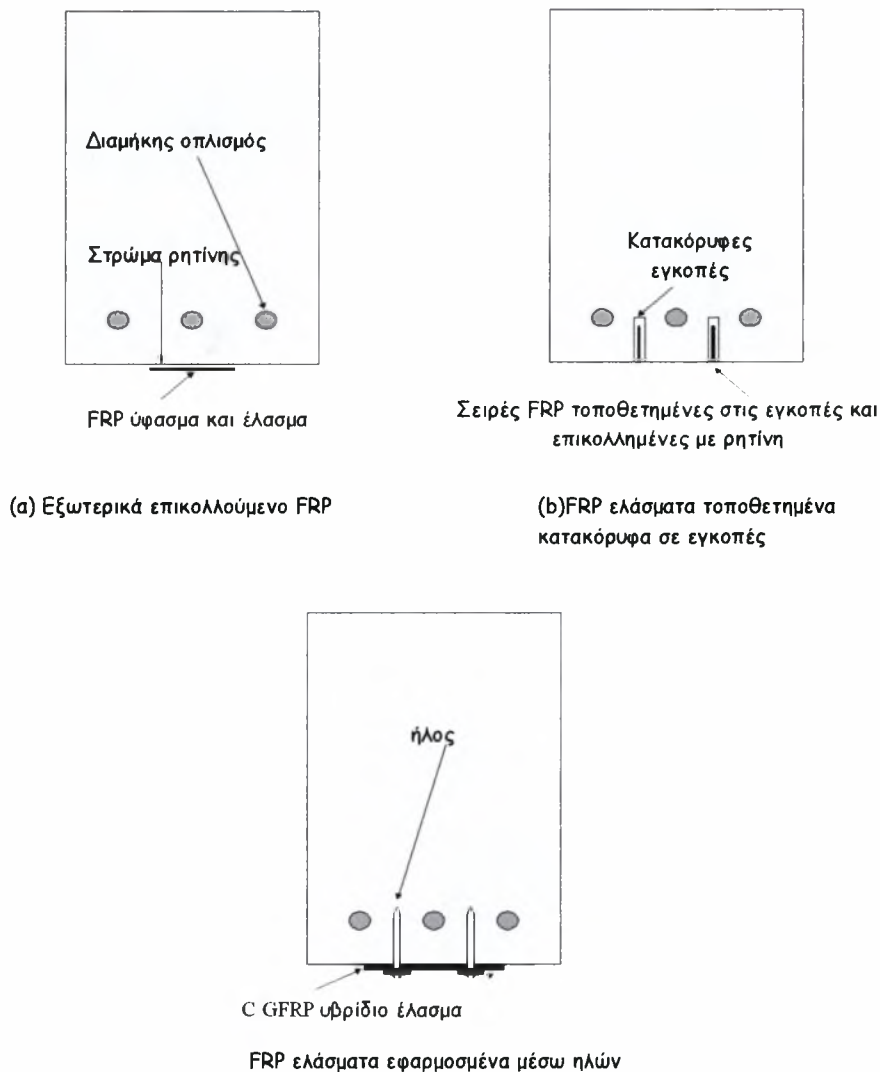 Διαμήκης οπλισμός
Στρώμα ρητίνης
FRP ύφασμα και έλασμα
(a) Εξωτερικά επικολλούμενο FRP
Κατακόρυφες
εγκοπές
Σειρές FRP τοποθετημένες στις εγκοπές και
επικολλημένες με ρητίνη
(b)FRP ελάσματα τοποθετημένα
κατακόρυφα σε εγκοπές
ήλος
C GFRP υβρίδιο έλασμα
FRP ελάσματα εφαρμοσμένα μέσω ηλών